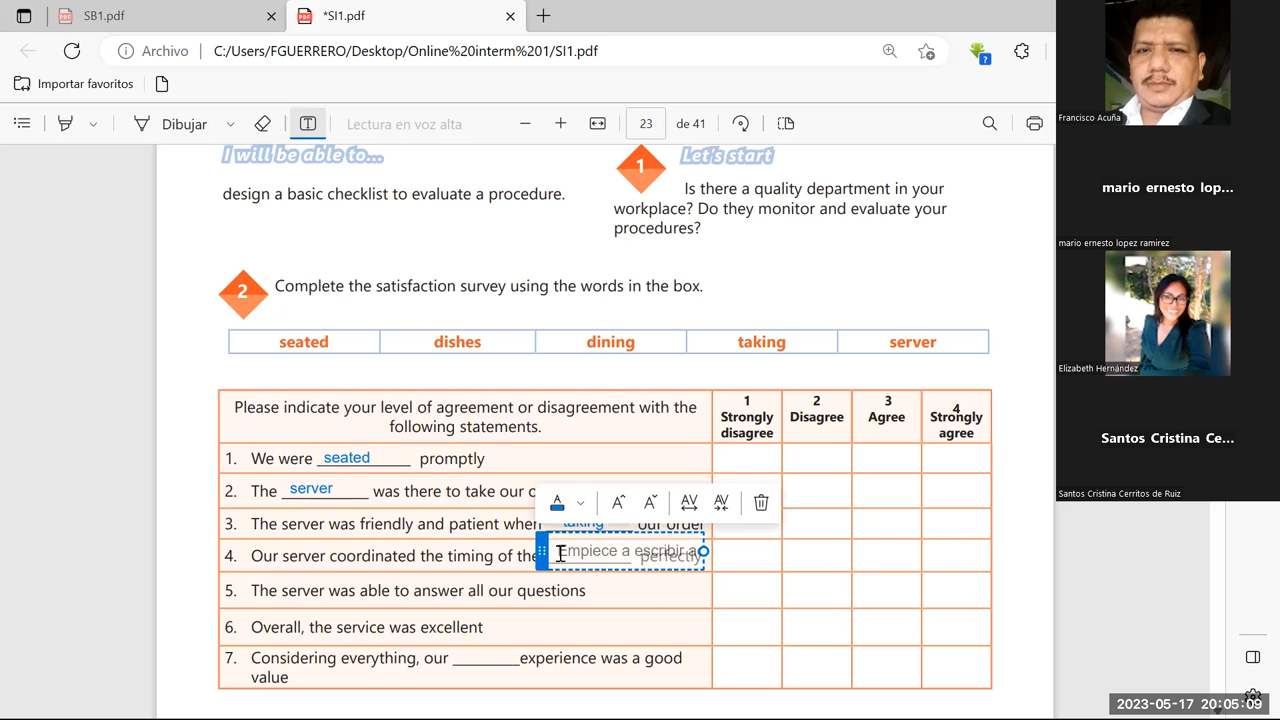 SB1.pdf
*SI1.pdf
Archivo
C:/Users/FGUERRERO/Desktop/Online%20interm%201/SI1.pdf
Importar favoritos
Dibujar
Lectura en voz alta
23
de 41
I will be able to...
design a basic checklist to evaluate a procedure.
1
Let's start
Is there a quality department in your
workplace? Do they monitor and evaluate your
procedures?
2
Complete the satisfaction survey using the words in the box.
seated dishes dining taking server
Please indicate your level of agreement or disagreement with the
following statements.
1
Strongly
disagree
2
Disagree
3
Agree
4
Strongly
agree
1. We were seated promptly
2. The server was there to take our o
3. The server was friendly and patient when taking our order
4. Our server coordinated the timing of the
Empiece a escribir a
perfectly
5. The server was able to answer all our questions
6. Overall, the service was excellent
7. Considering everything, our _________experience was a good
value
Francisco Acuña
mario ernesto lop...
mario ernesto lopez ramirez
Elizabeth Hernández
Santos Cristina Ce...
Santos Cristina Cerritos de Ruiz
2023-05-17 20:05:09